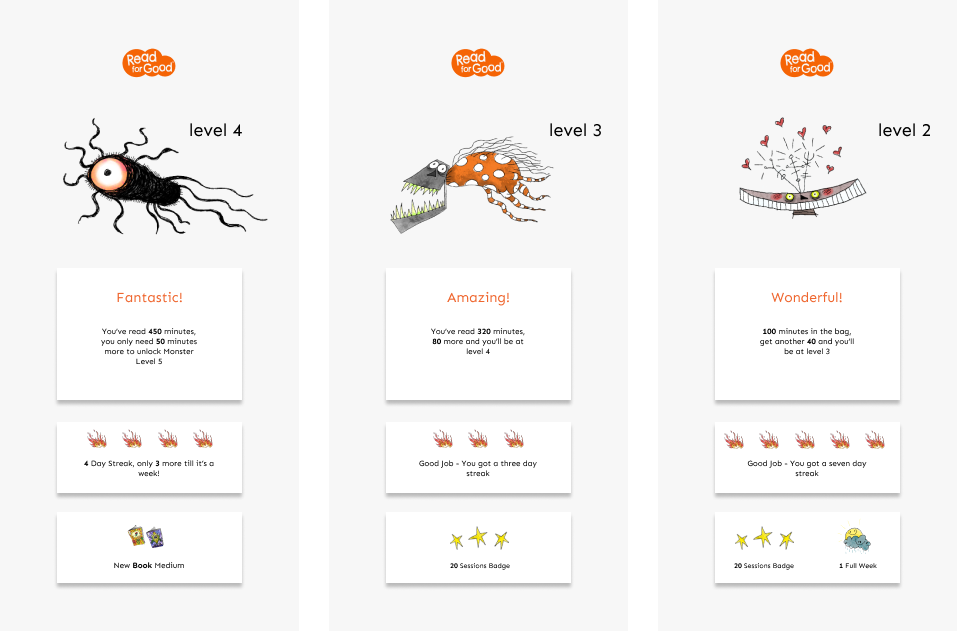 Read
for Good
level 4
Fantastic!
You've read 450 minutes,
you only need 50 minutes
more to unlock Monster
Level 5
4 Day Streak, only 3 more till it's a
week!
New Book Medium
Read
for Good
level 3
Amazing!
You've read 320 minutes,
80 more and you'll be at
level 4
Good Job - You got a three day
streak
20 Sessions Badge
Read
for Good
level 2
Wonderful!
100 minutes in the bag,
get another 40 and you'll
be at level 3
Good Job - You got a seven day
streak
20 Sessions Badge
1 Full Week